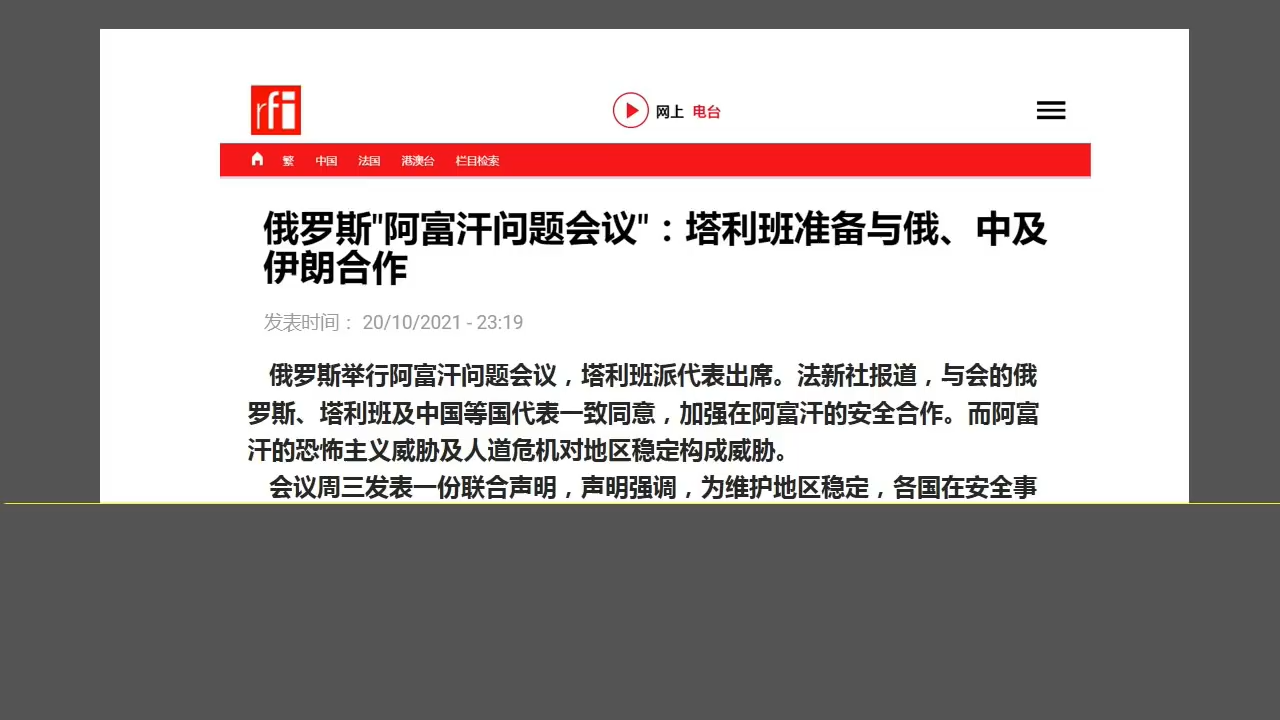 rfi
网上 电台
繁 中国 法国 港澳台 栏目检索
俄罗斯"阿富汗问题会议"：塔利班准备与俄、中及
伊朗合作
发表时间： 20/10/2021 - 23:19
俄罗斯举行阿富汗问题会议，塔利班派代表出席。法新社报道，与会的俄
罗斯、塔利班及中国等国代表一致同意，加强在阿富汗的安全合作。而阿富
汗的恐怖主义威胁及人道危机对地区稳定构成威胁。
会议周三发表一份联合声明，声明强调，为维护地区稳定，各国在安全事